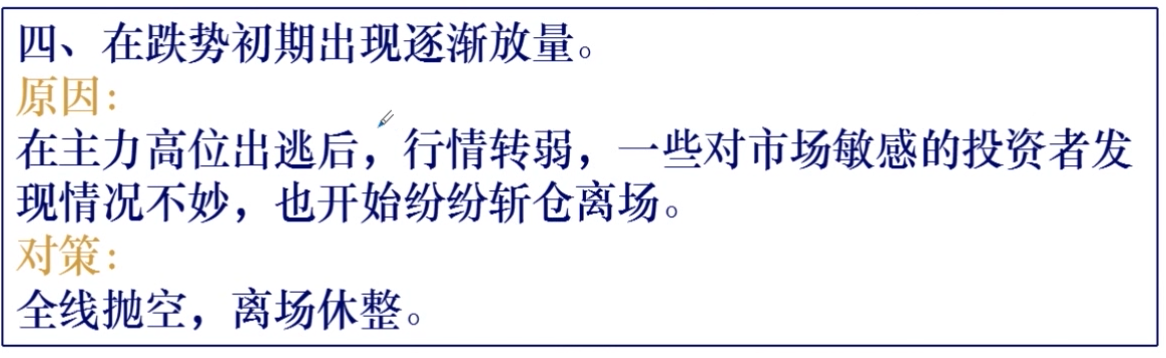 四、在跌势初期出现逐渐放量。
原因：
在主力高位出逃后，行情转弱，一些对市场敏感的投资者发
现情况不妙，也开始纷纷斩仓离场。
对策：
全线抛空，离场休整。